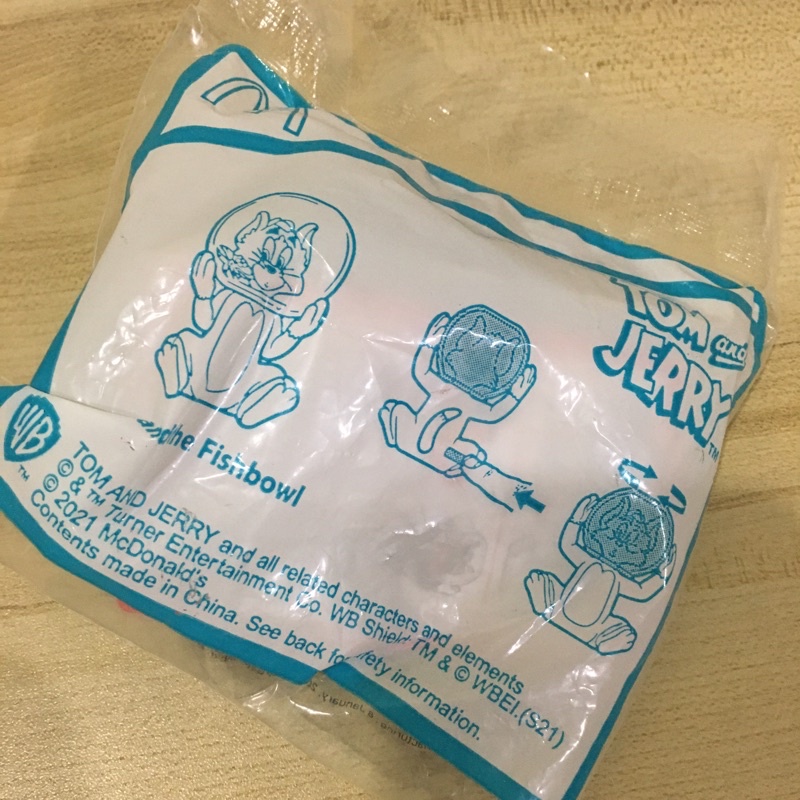 TOM and
JERRY™
the Fishbowl
WB
™
TOM AND JERRY and all related characters and elements
© & ™ Turner Entertainment Co. WB Shield: TM & © WBEI. (S21)
© 2021 McDonald's
Contents made in China. See back for safety information.